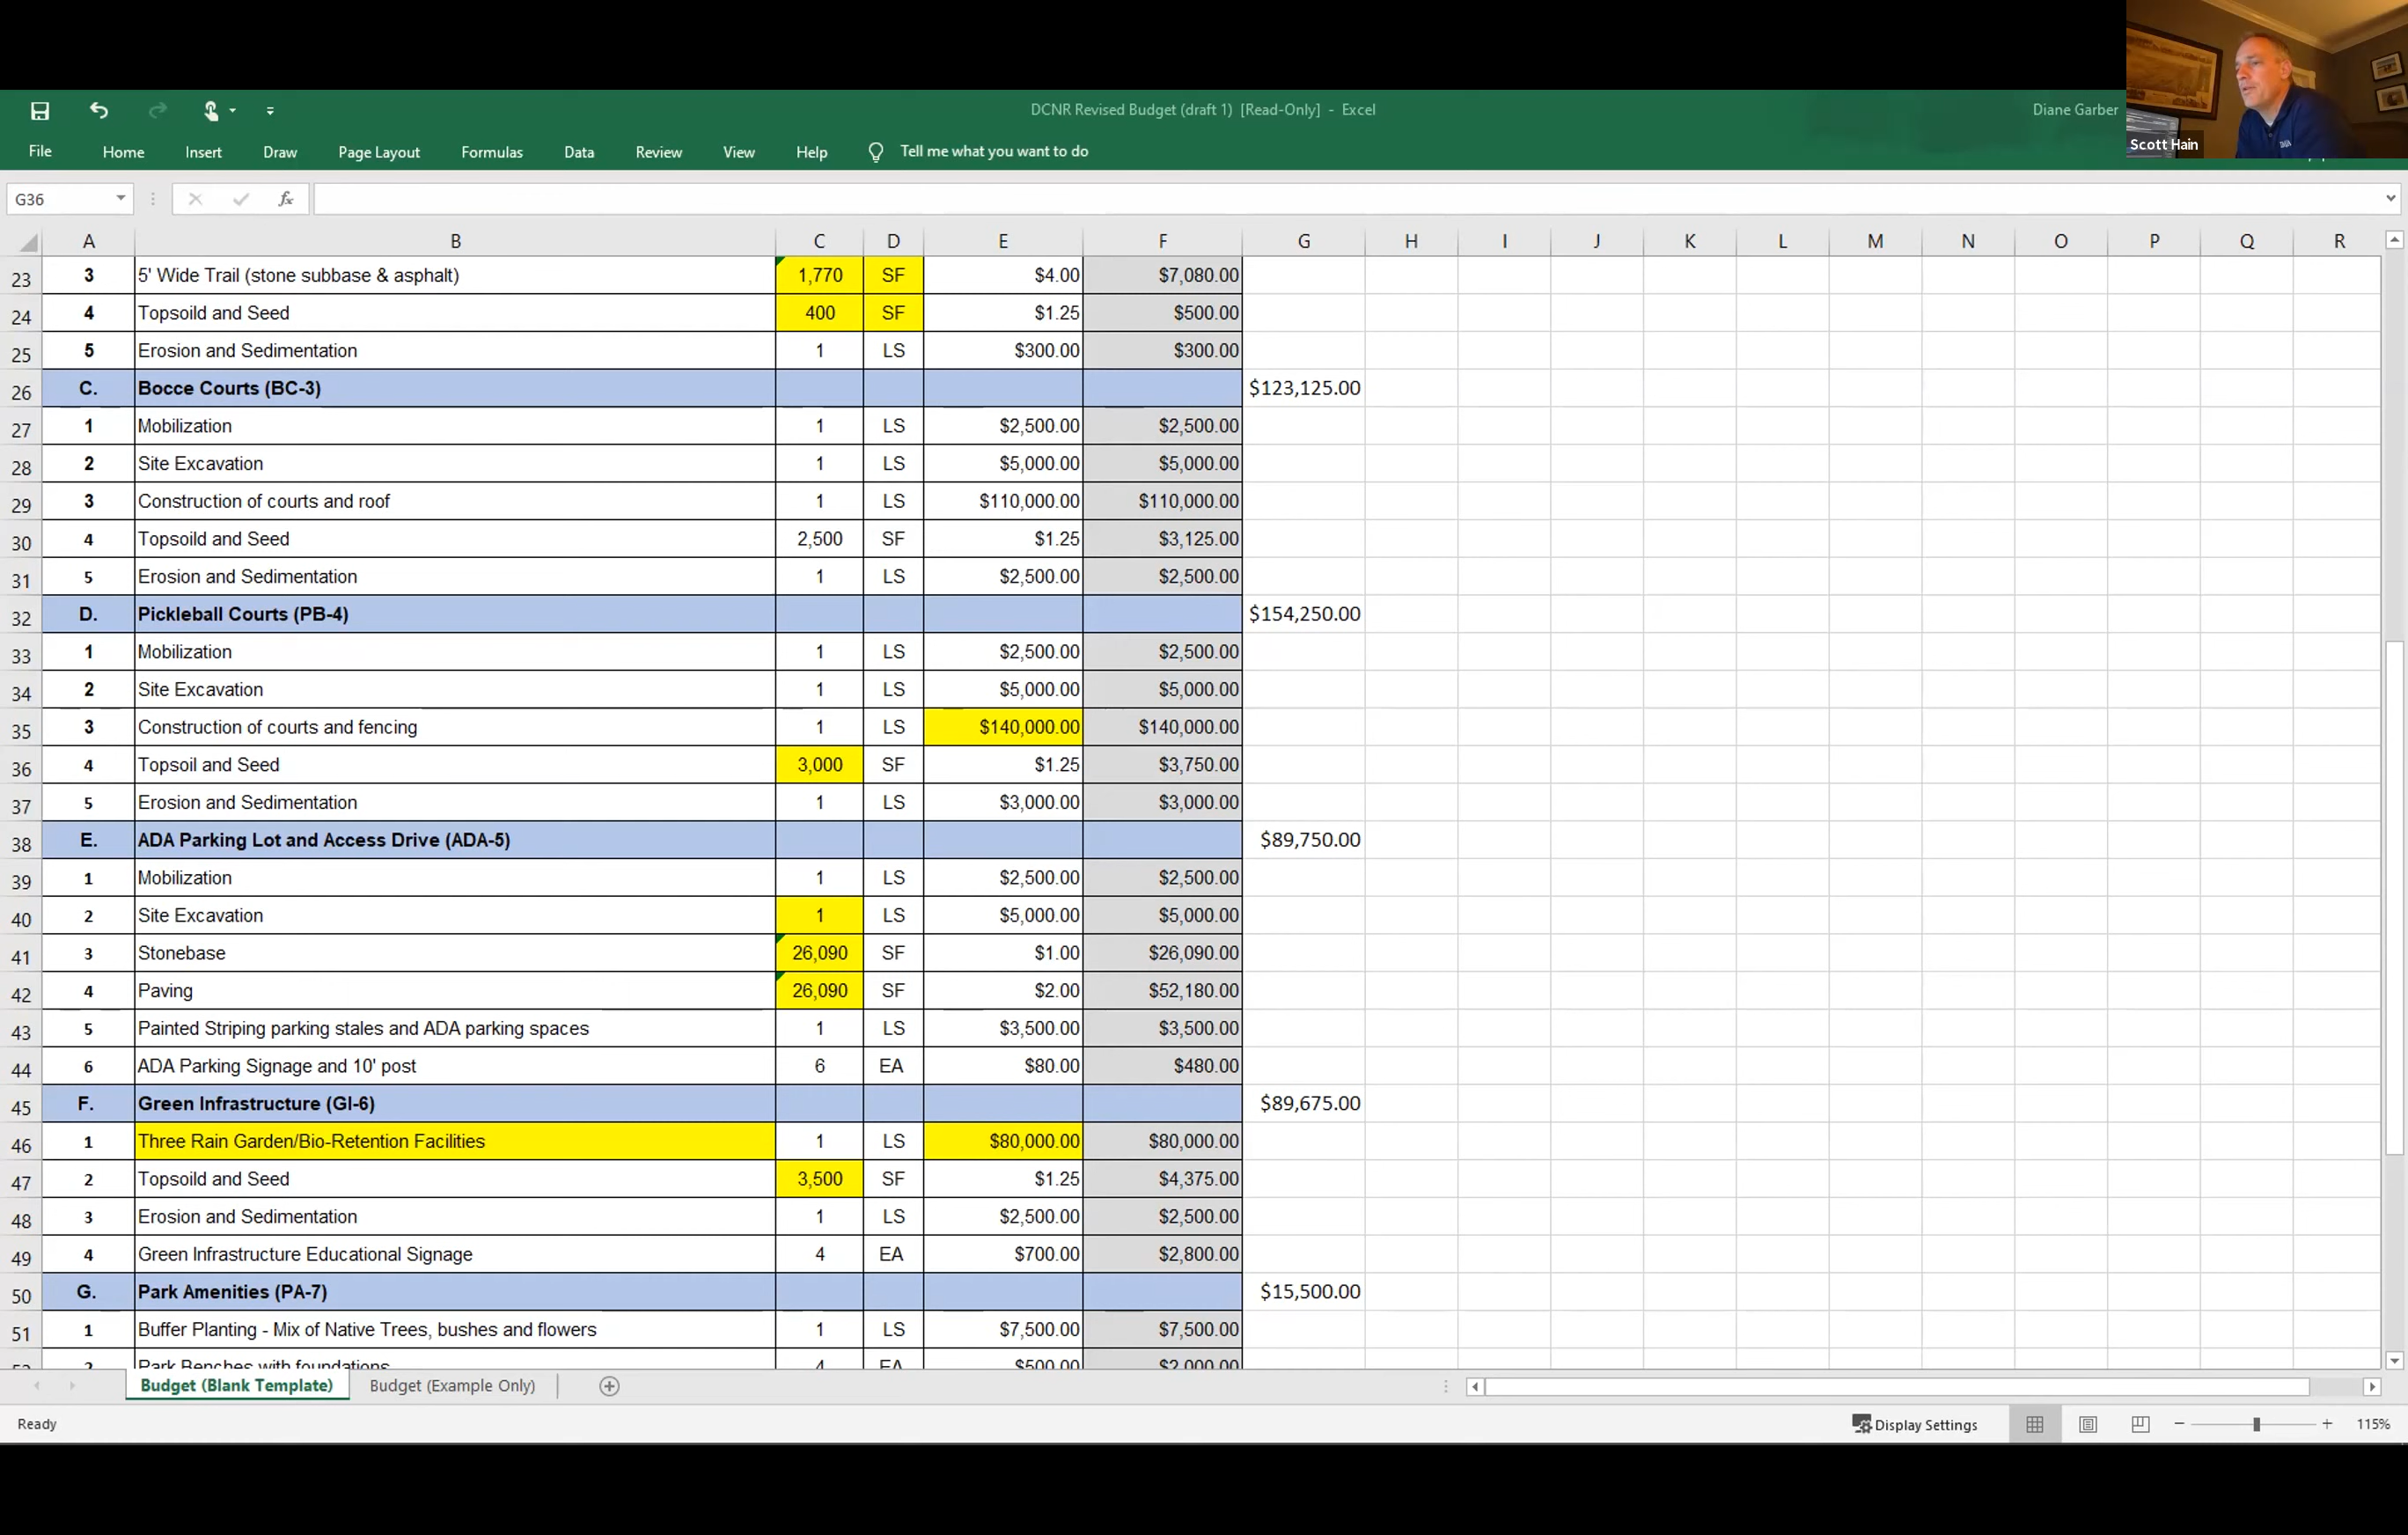 DCNR Revised Budget (draft 1) [Read-Only] - Excel
Diane Garber
Scott Hain
File Home Insert Draw Page Layout Formulas Data Review View Help Tell me what you want to do
G36 fx
A B C D E F G H I J K L M N O P Q R
23 3 5' Wide Trail (stone subbase & asphalt) 1,770 SF $4.00 $7,080.00
24 4 Topsoild and Seed 400 SF $1.25 $500.00
25 5 Erosion and Sedimentation 1 LS $300.00 $300.00
26 C. Bocce Courts (BC-3) $123,125.00
27 1 Mobilization 1 LS $2,500.00 $2,500.00
28 2 Site Excavation 1 LS $5,000.00 $5,000.00
29 3 Construction of courts and roof 1 LS $110,000.00 $110,000.00
30 4 Topsoild and Seed 2,500 SF $1.25 $3,125.00
31 5 Erosion and Sedimentation 1 LS $2,500.00 $2,500.00
32 D. Pickleball Courts (PB-4) $154,250.00
33 1 Mobilization 1 LS $2,500.00 $2,500.00
34 2 Site Excavation 1 LS $5,000.00 $5,000.00
35 3 Construction of courts and fencing 1 LS $140,000.00 $140,000.00
36 4 Topsoil and Seed 3,000 SF $1.25 $3,750.00
37 5 Erosion and Sedimentation 1 LS $3,000.00 $3,000.00
38 E. ADA Parking Lot and Access Drive (ADA-5) $89,750.00
39 1 Mobilization 1 LS $2,500.00 $2,500.00
40 2 Site Excavation 1 LS $5,000.00 $5,000.00
41 3 Stonebase 26,090 SF $1.00 $26,090.00
42 4 Paving 26,090 SF $2.00 $52,180.00
43 5 Painted Striping parking stales and ADA parking spaces 1 LS $3,500.00 $3,500.00
44 6 ADA Parking Signage and 10' post 6 EA $80.00 $480.00
45 F. Green Infrastructure (GI-6) $89,675.00
46 1 Three Rain Garden/Bio-Retention Facilities 1 LS $80,000.00 $80,000.00
47 2 Topsoild and Seed 3,500 SF $1.25 $4,375.00
48 3 Erosion and Sedimentation 1 LS $2,500.00 $2,500.00
49 4 Green Infrastructure Educational Signage 4 EA $700.00 $2,800.00
50 G. Park Amenities (PA-7) $15,500.00
51 1 Buffer Planting - Mix of Native Trees, bushes and flowers 1 LS $7,500.00 $7,500.00
52 2 Park Benches with foundations 4 EA $500.00 $2,000.00
Budget (Blank Template) Budget (Example Only)
Ready Display Settings 115%